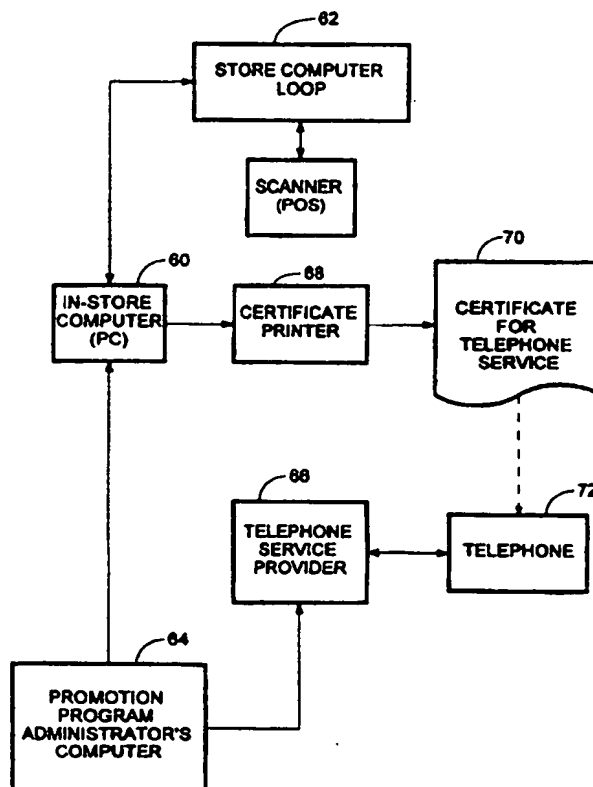 62
STORE COMPUTER
LOOP
SCANNER
(POS)
60
IN-STORE
COMPUTER
(PC)
68
CERTIFICATE
PRINTER
70
CERTIFICATE
FOR
TELEPHONE
SERVICE
66
TELEPHONE
SERVICE
PROVIDER
72
TELEPHONE
64
PROMOTION
PROGRAM
ADMINISTRATOR'S
COMPUTER